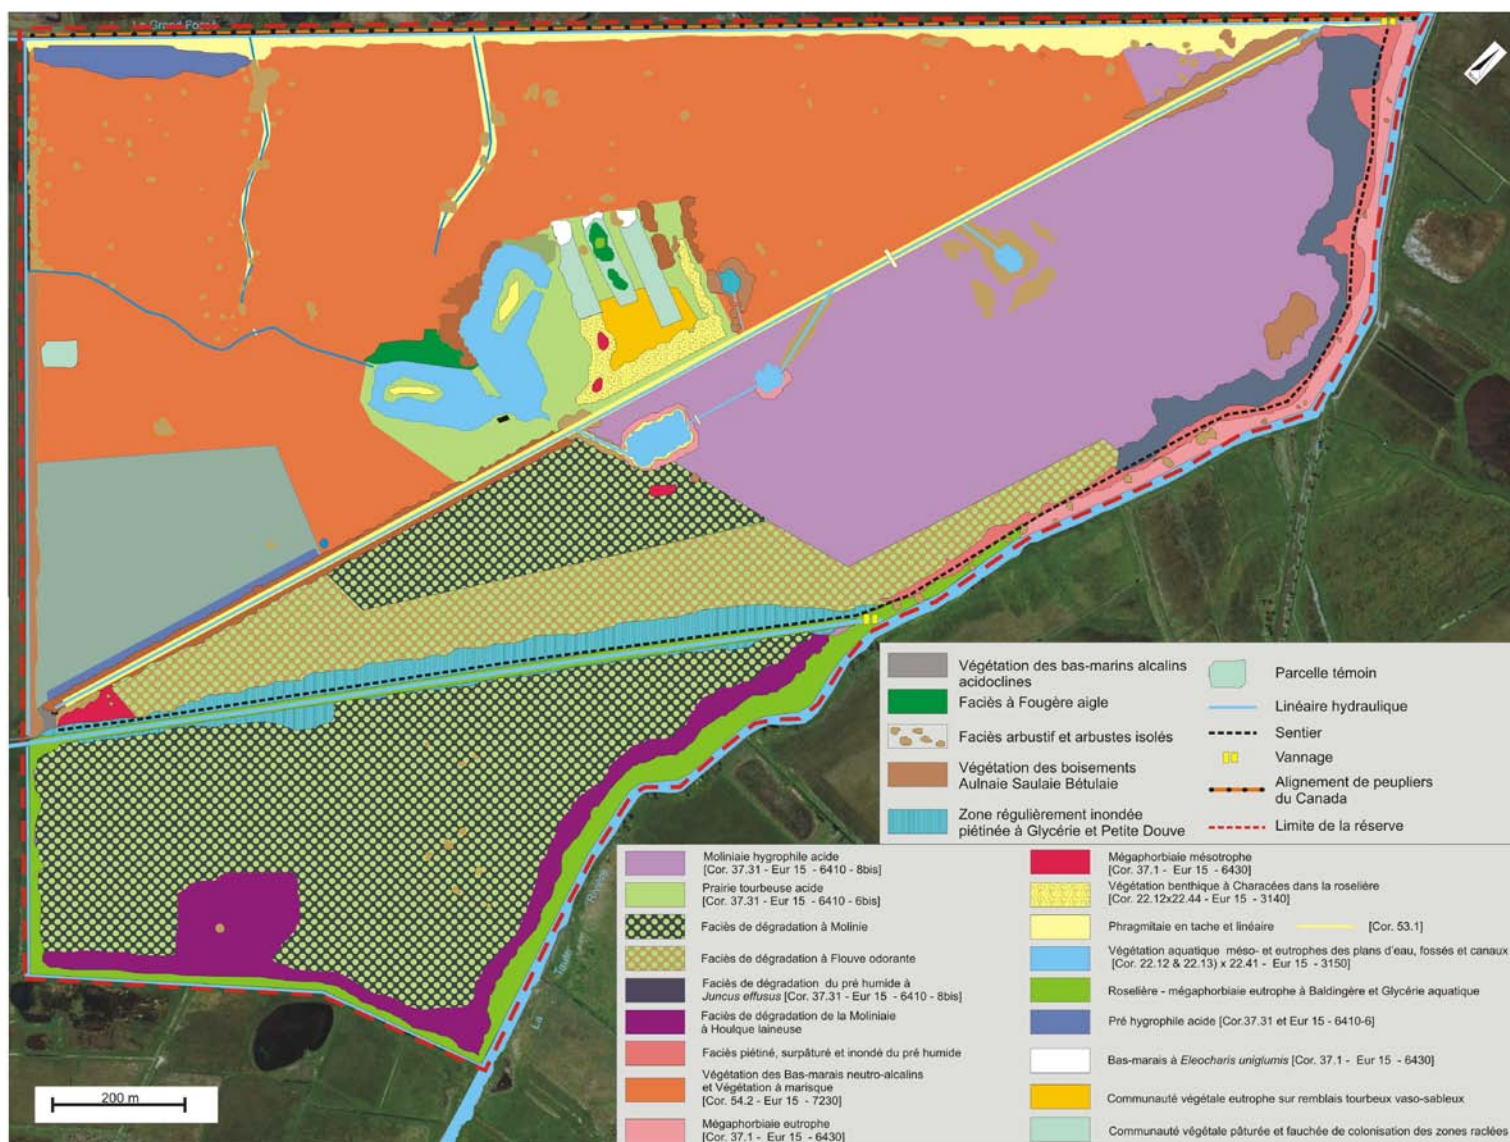 Le Grand Fossé
Végétation des bas-marins alcalins
acidoclines
Faciès à Fougère aigle
Faciès arbustif et arbustes isolés
Végétation des boisements
Aulnaie Saulaie Bétulaie
Zone régulièrement inondée
piétinée à Glycérie et Petite Douve
Parcelle témoin
Linéaire hydraulique
Sentier
Vannage
Alignement de peupliers
du Canada
Limite de la réserve
Moliniaie hygrophile acide
[Cor. 37.31 - Eur 15 - 6410 - 8bis]
Prairie tourbeuse acide
[Cor. 37.31 - Eur 15 - 6410 - 6bis]
Faciès de dégradation à Molinie
Faciès de dégradation à Flouve odorante
Faciès de dégradation du pré humide à
Juncus effusus [Cor. 37.31 - Eur 15 - 6410 - 8bis]
Faciès de dégradation de la Moliniaie
à Houlque laineuse
Faciès piétiné, surpâturé et inondé du pré humide
Végétation des Bas-marais neutro-alcalins
et Végétation à marisque
[Cor. 54.2 - Eur 15 - 7230]
Mégaphorbiaie eutrophe
[Cor. 37.1 - Eur 15 - 6430]
Mégaphorbiaie mésotrophe
[Cor. 37.1 - Eur 15 - 6430]
Végétation benthique à Characées dans la roselière
[Cor. 22.12x22.44 - Eur 15 - 3140]
Phragmitaie en tache et linéaire [Cor. 53.1]
Végétation aquatique méso- et eutrophes des plans d'eau, fossés et canaux
[Cor. 22.12 & 22.13) x 22.41 - Eur 15 - 3150]
Roselière - mégaphorbiaie eutrophe à Baldingère et Glycérie aquatique
Pré hygrophile acide [Cor.37.31 et Eur 15 - 6410-6]
Bas-marais à Eleocharis uniglumis [Cor. 37.1 - Eur 15 - 6430]
Communauté végétale eutrophe sur remblais tourbeux vaso-sableux
Communauté végétale pâturée et fauchée de colonisation des zones raclées
La Taute Rivière
200 m